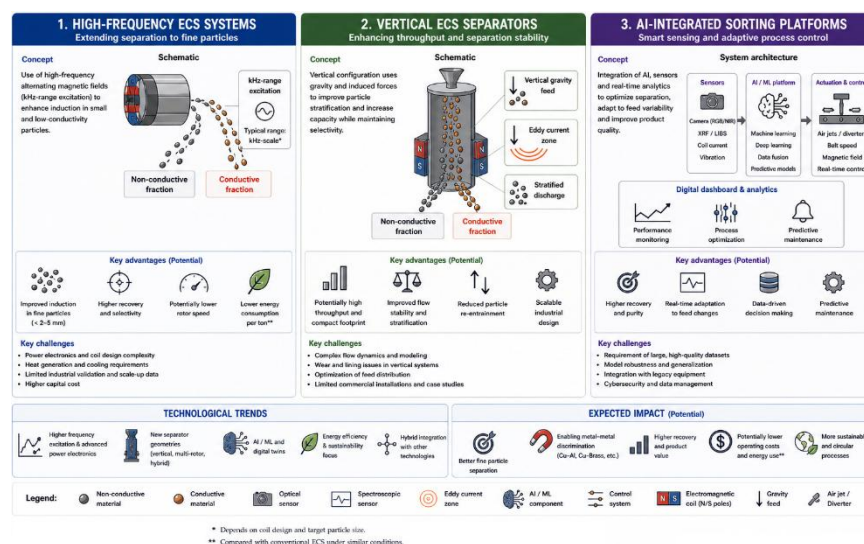 1. HIGH-FREQUENCY ECS SYSTEMS
Extending separation to fine particles
Concept
Use of high-frequency
alternating magnetic fields
(kHz-range excitation) to
enhance induction in small
and low-conductivity
particles.
Schematic
kHz-range
excitation
Typical range:
kHz-scale*
Non-conductive
fraction
Conductive
fraction
Key advantages (Potential)
Improved induction
in fine particles
(< 2–5 mm)
Higher recovery
and selectivity
Potentially lower
rotor speed
Lower energy
consumption
per ton**
Key challenges
• Power electronics and coil design complexity
• Heat generation and cooling requirements
• Limited industrial validation and scale-up data
• Higher capital cost
2. VERTICAL ECS SEPARATORS
Enhancing throughput and separation stability
Concept
Vertical configuration uses
gravity and induced forces
to improve particle
stratification and increase
capacity while maintaining
selectivity.
Schematic
Vertical gravity
feed
Eddy current
zone
Stratified
discharge
N
S
N
S
Non-conductive
fraction
Conductive
fraction
Key advantages (Potential)
Potentially high
throughput and
compact footprint
Improved flow
stability and
stratification
Reduced particle
re-entrainment
Scalable
industrial
design
Key challenges
• Complex flow dynamics and modeling
• Wear and lining issues in vertical systems
• Optimization of feed distribution
• Limited commercial installations and case studies
3. AI-INTEGRATED SORTING PLATFORMS
Smart sensing and adaptive process control
Concept
Integration of AI, sensors
and real-time analytics
to optimize separation,
adapt to feed variability
and improve product
quality.
System architecture
Sensors
Camera (RGB/NIR)
XRF / LIBS
Coil current
Vibration
AI / ML platform
Machine learning
Deep learning
Data fusion
Predictive models
Actuation & control
Air jets / diverter
Belt speed
Magnetic field
Real-time control
Digital dashboard & analytics
Performance
monitoring
Process
optimization
Predictive
maintenance
Key advantages (Potential)
Higher recovery
and purity
Real-time adaptation
to feed changes
Data-driven
decision making
Predictive
maintenance
Key challenges
• Requirement of large, high-quality datasets
• Model robustness and generalization
• Integration with legacy equipment
• Cybersecurity and data management
TECHNOLOGICAL TRENDS
Higher frequency
excitation & advanced
power electronics
New separator
geometries
(vertical, multi-rotor,
hybrid)
AI / ML and
digital twins
Energy efficiency
& sustainability
focus
Hybrid integration
with other
technologies
EXPECTED IMPACT (Potential)
Better fine particle
separation
Enabling metal–metal
discrimination
(Cu–Al, Cu–Brass, etc.)
Higher recovery
and product
value
Potentially lower
operating costs
and energy use**
More sustainable
and circular
processes
Legend:
Non-conductive
material
Conductive
material
Optical
sensor
Spectroscopic
sensor
Eddy current
zone
AI / ML
component
Control
system
N S
Electromagnetic
coil (N/S poles)
Gravity
feed
Air jet /
Diverter
* Depends on coil design and target particle size.
** Compared with conventional ECS under similar conditions.